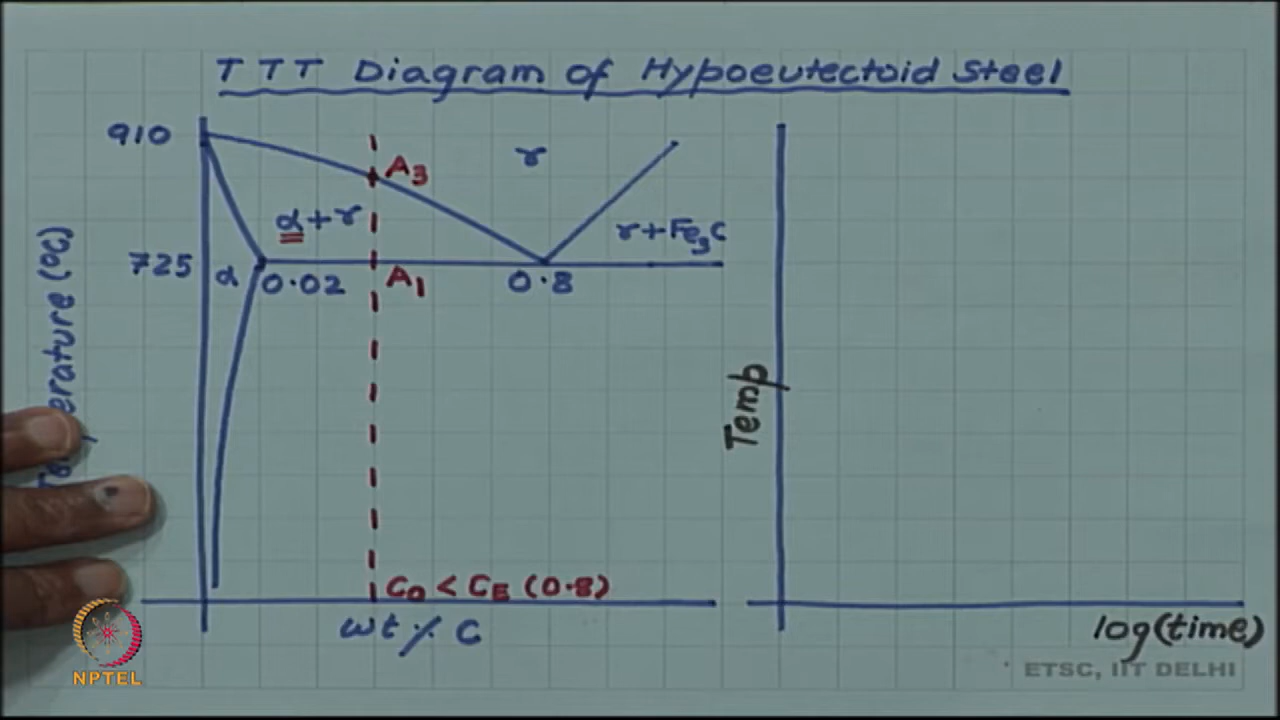 TTT Diagram of Hypoeutectoid Steel
910
A3
γ
α+γ
γ+Fe3C
725
α
0.02
A1
0.8
Temp
C0 < CE (0.8)
wt % C
log(time)
NPTEL
ETSC, IIT DELHI